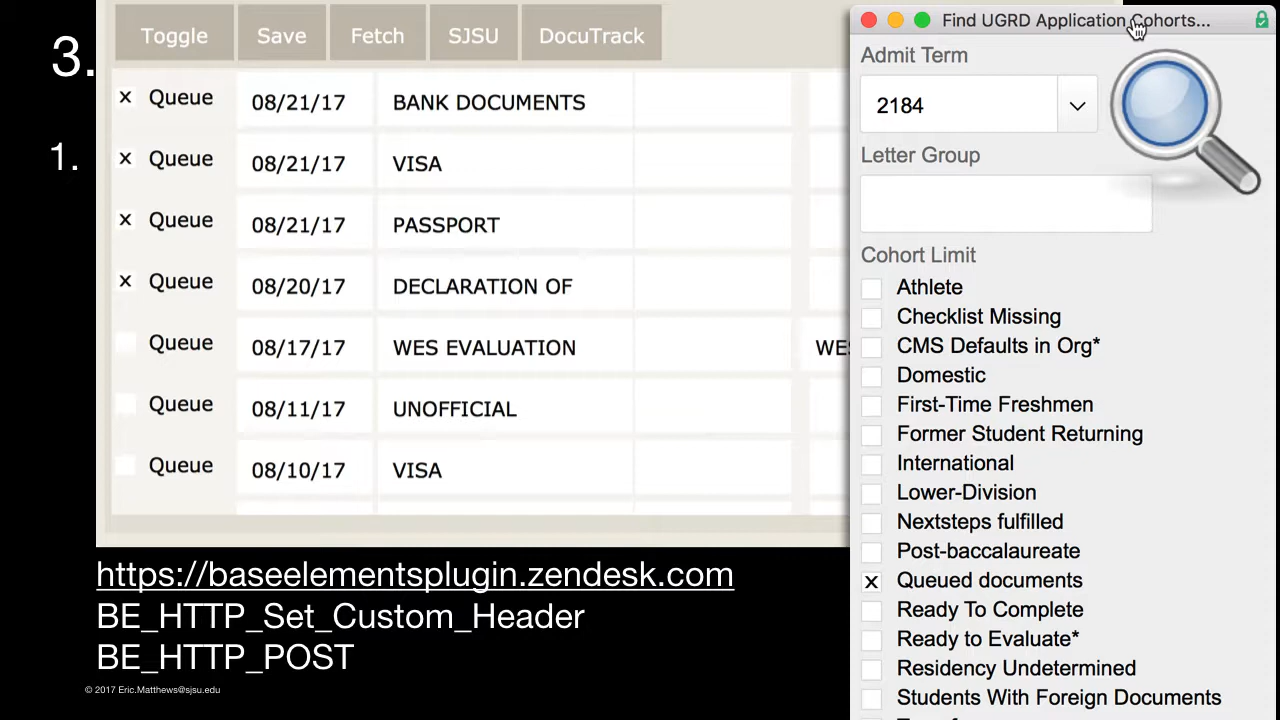 3.
1.
Toggle Save Fetch SJSU DocuTrack
x Queue 08/21/17 BANK DOCUMENTS
x Queue 08/21/17 VISA
x Queue 08/21/17 PASSPORT
x Queue 08/20/17 DECLARATION OF
Queue 08/17/17 WES EVALUATION WES
Queue 08/11/17 UNOFFICIAL
Queue 08/10/17 VISA
https://baseelementsplugin.zendesk.com
BE_HTTP_Set_Custom_Header
BE_HTTP_POST
© 2017 Eric.Matthews@sjsu.edu
Find UGRD Application Cohorts...
Admit Term
2184
Letter Group
Cohort Limit
Athlete
Checklist Missing
CMS Defaults in Org*
Domestic
First-Time Freshmen
Former Student Returning
International
Lower-Division
Nextsteps fulfilled
Post-baccalaureate
x Queued documents
Ready To Complete
Ready to Evaluate*
Residency Undetermined
Students With Foreign Documents